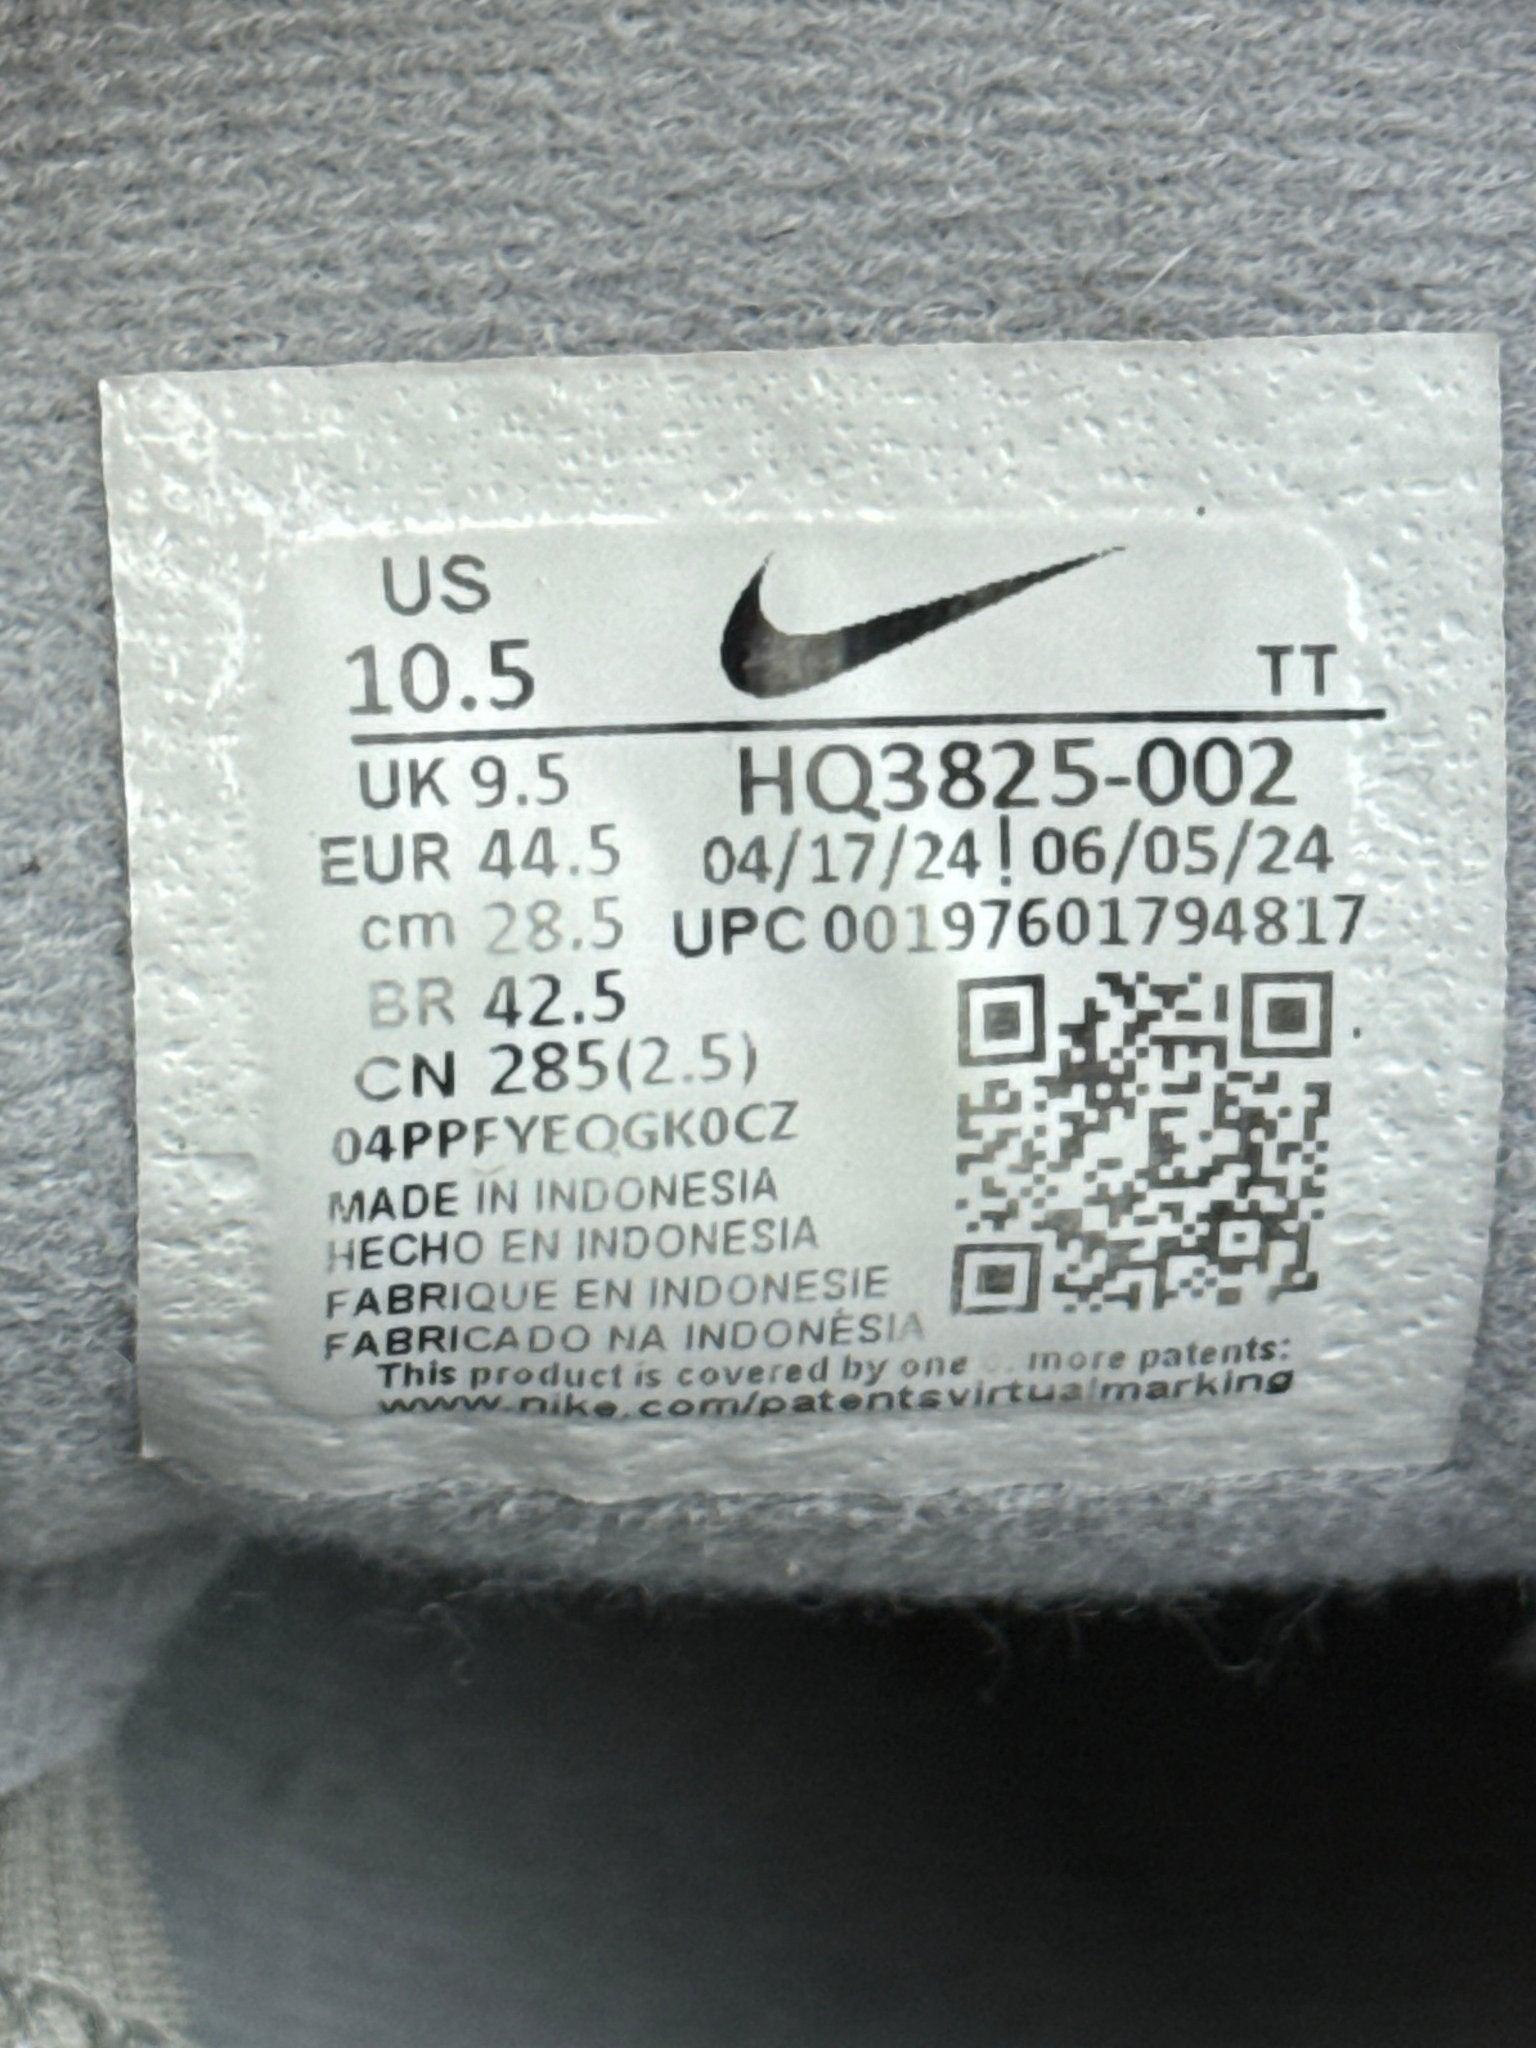 US
10.5
TT
UK 9.5
HQ3825-002
EUR 44.5
04/17/24 ! 06/05/24
cm 28.5
UPC 00197601794817
BR 42.5
CN 285(2.5)
04PPFYEQGK0CZ
MADE IN INDONESIA
HECHO EN INDONESIA
FABRIQUE EN INDONESIE
FABRICADO NA INDONÉSIA
This product is covered by one more patents:
www.nike.com/patentsvirtualmarking